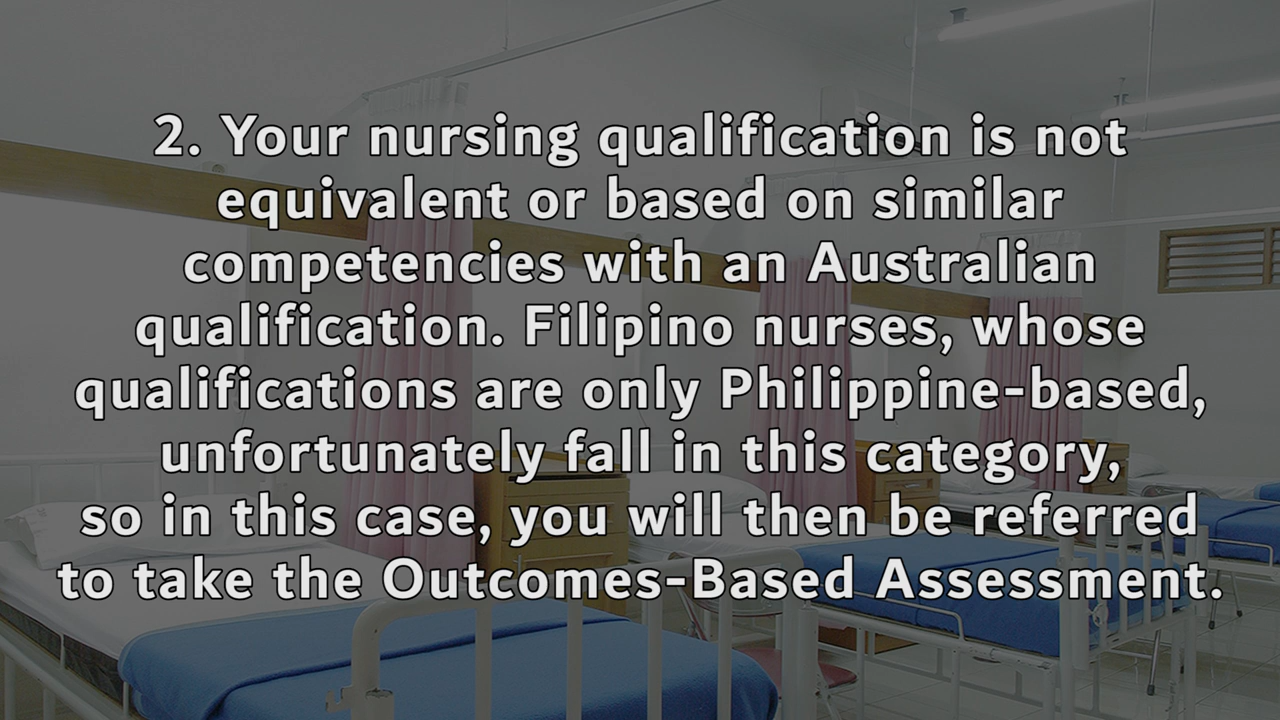 2. Your nursing qualification is not
equivalent or based on similar
competencies with an Australian
qualification. Filipino nurses, whose
qualifications are only Philippine-based,
unfortunately fall in this category,
so in this case, you will then be referred
to take the Outcomes-Based Assessment.